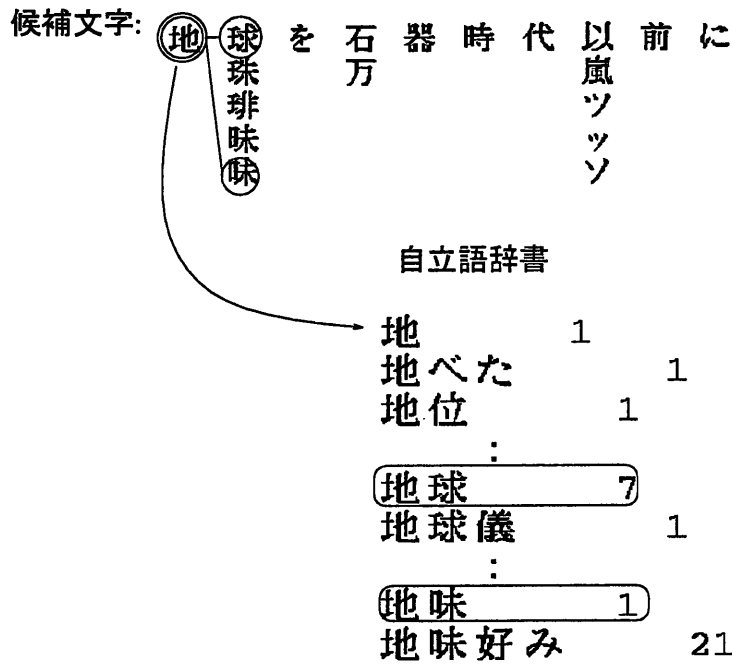 候補文字: 地球を石器時代以前に
珠 万 嵐
琲 ツ
昧 ッ
味 ソ
自立語辞書
地 1
地べた 1
地位 1
:
地球 7
地球儀 1
:
地味 1
地味好み 21